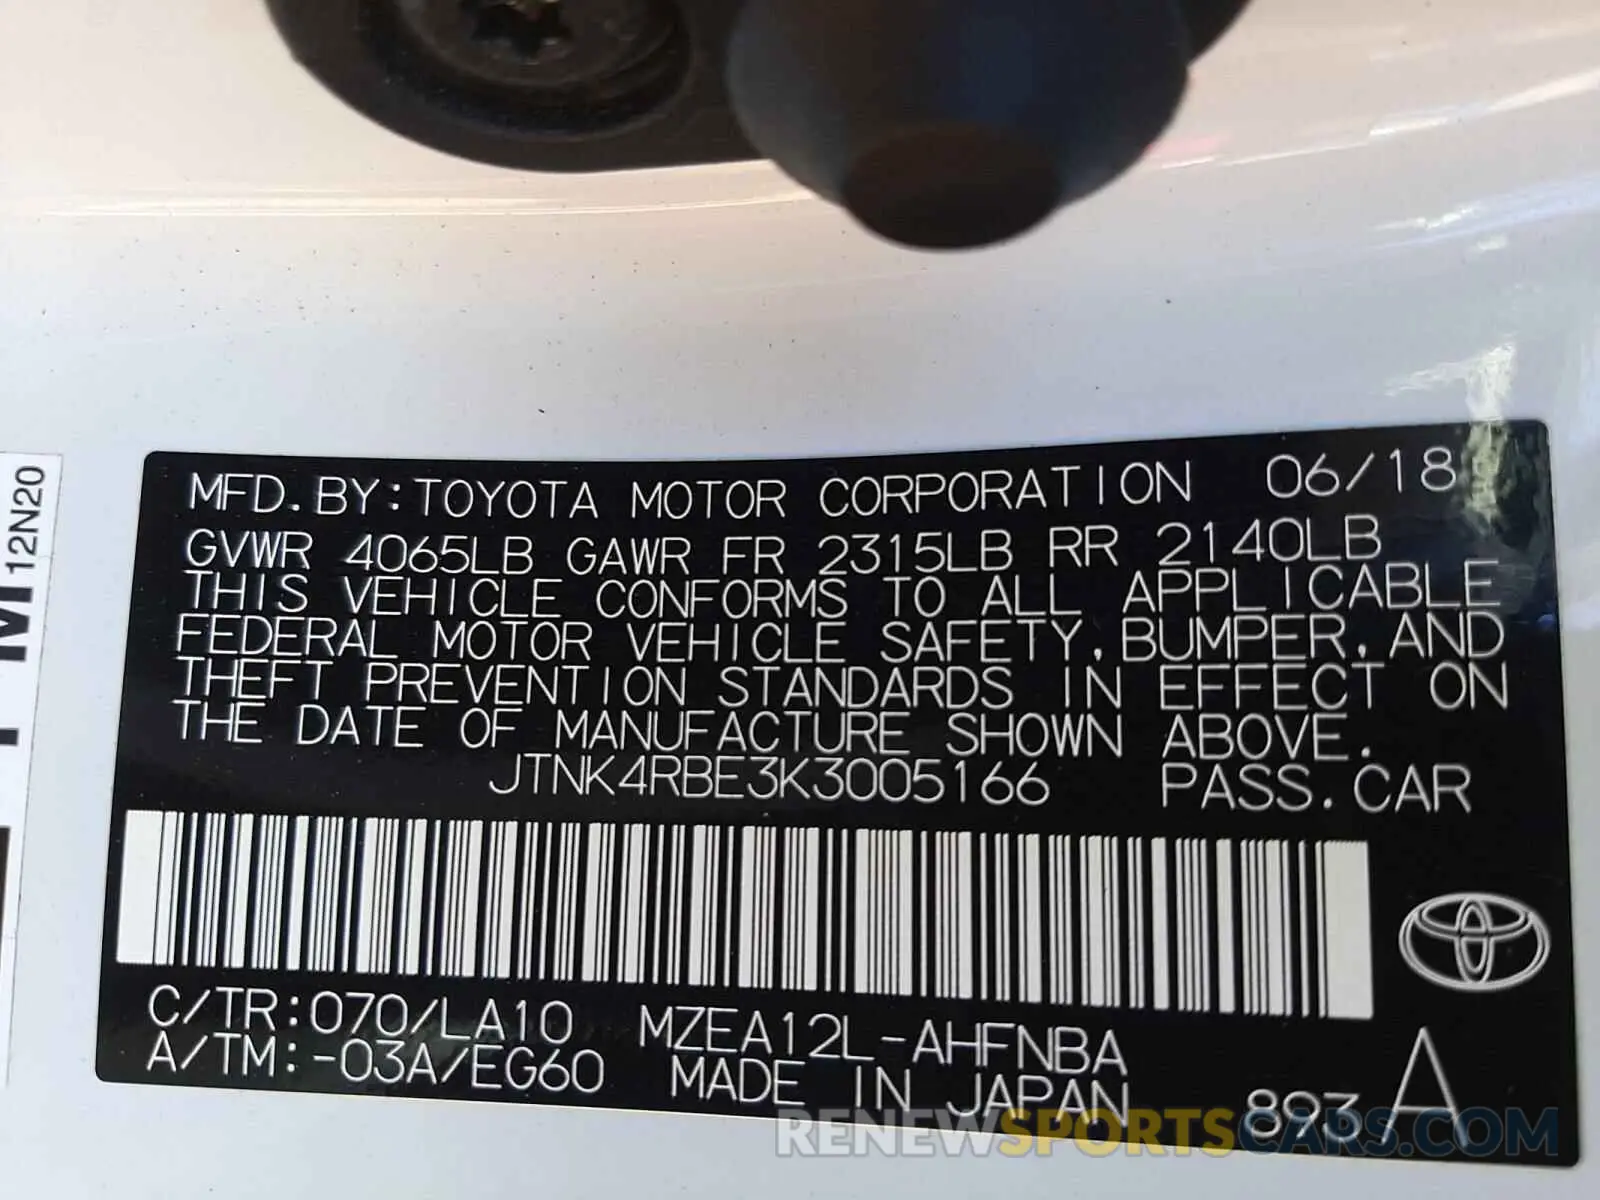 MFD. BY: TOYOTA MOTOR CORPORATION 06/18
GVWR 4065LB GAWR FR 2315LB RR 2140LB
THIS VEHICLE CONFORMS TO ALL APPLICABLE
FEDERAL MOTOR VEHICLE SAFETY, BUMPER, AND
THEFT PREVENTION STANDARDS IN EFFECT ON
THE DATE OF MANUFACTURE SHOWN ABOVE.
JTNK4RBE3K3005166 PASS. CAR
C/TR: 070/LA10 MZEA12L-AHFNBA
A/TM: -03A/EG60 MADE IN JAPAN 893 A
12N20
RENEWSPORTSCARS.COM